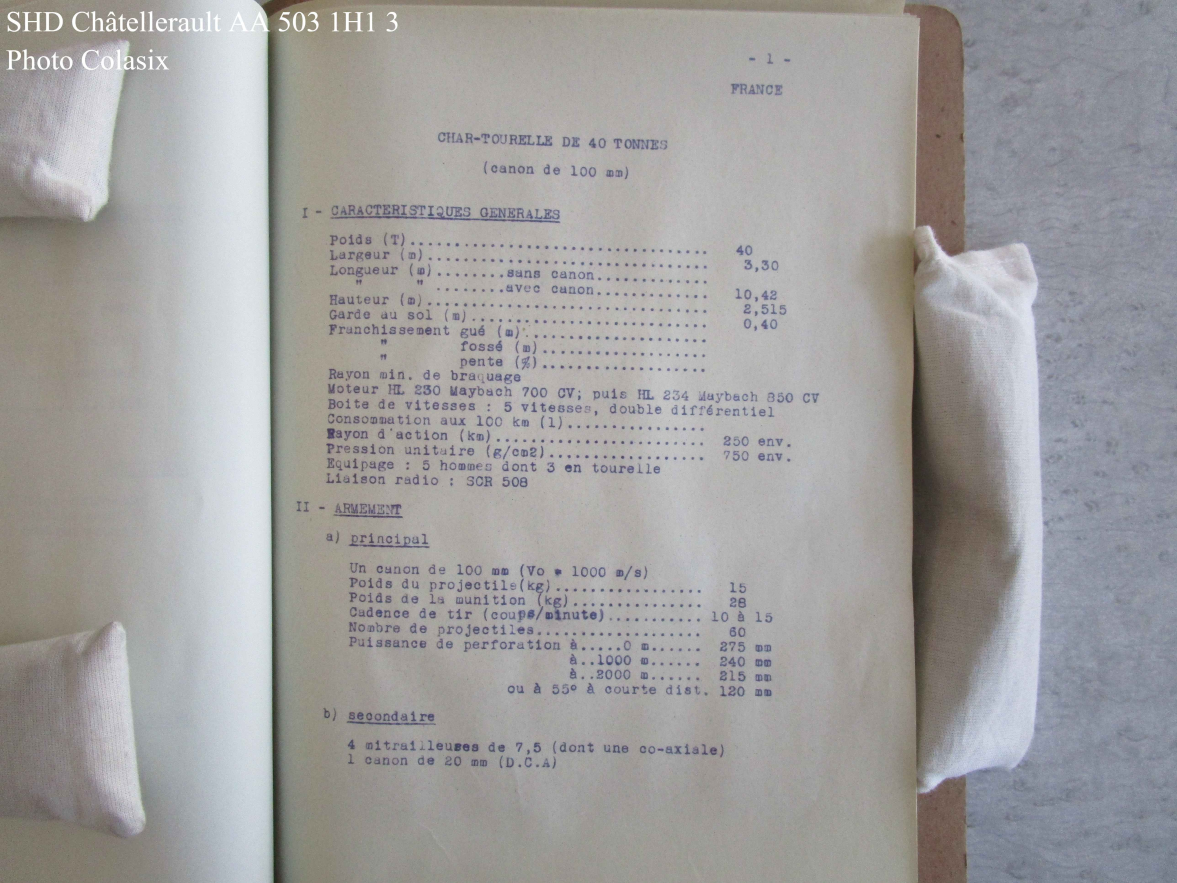 SHD Châtellerault AA 503 1H1 3
Photo Colasix
- 1 -
FRANCE
CHAR-TOURELLE DE 40 TONNES
(canon de 100 mm)
I - CARACTERISTIQUES GENERALES
Poids (T)................................... 40
Largeur (m)................................. 3,30
Longueur (m)........sans canon.............
" " ........avec canon............. 10,42
Hauteur (m)................................. 2,515
Garde au sol (m)............................ 0,40
Franchissement gué (m).....................
" fossé (m)...................
" pente (%)...................
Rayon min. de braquage
Moteur HL 230 Maybach 700 CV; puis HL 234 Maybach 850 CV
Boite de vitesses : 5 vitesses, double différentiel
Consommation aux 100 km (l)................
Rayon d'action (km)......................... 250 env.
Pression unitaire (g/cm2)................... 750 env.
Equipage : 5 hommes dont 3 en tourelle
Liaison radio : SCR 508
II - ARMEMENT
a) principal
Un canon de 100 mm (Vo = 1000 m/s)
Poids du projectile(kg).................. 15
Poids de la munition (kg)................ 28
Cadence de tir (coups/minute)........... 10 à 15
Nombre de projectiles.................... 60
Puissance de perforation à.....0 m...... 275 mm
à..1000 m...... 240 mm
à..2000 m...... 215 mm
ou à 55° à courte dist. 120 mm
b) secondaire
4 mitrailleuses de 7,5 (dont une co-axiale)
1 canon de 20 mm (D.C.A)